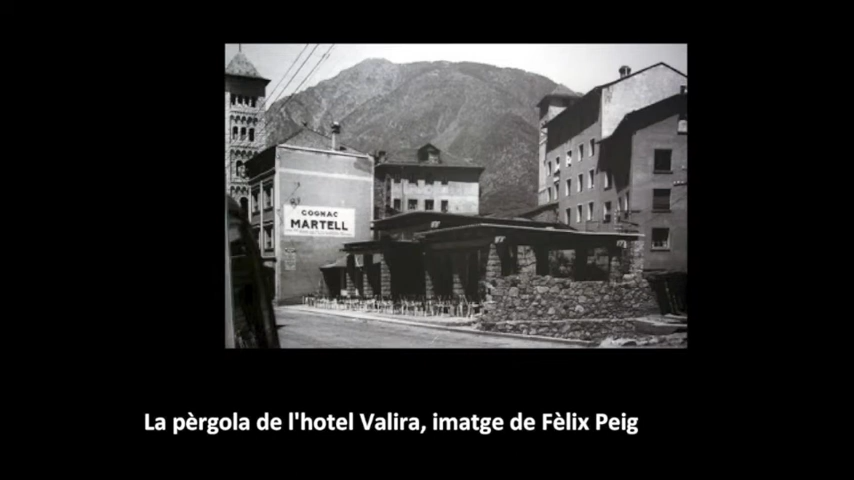 COGNAC
MARTELL
La pèrgola de l'hotel Valira, imatge de Fèlix Peig